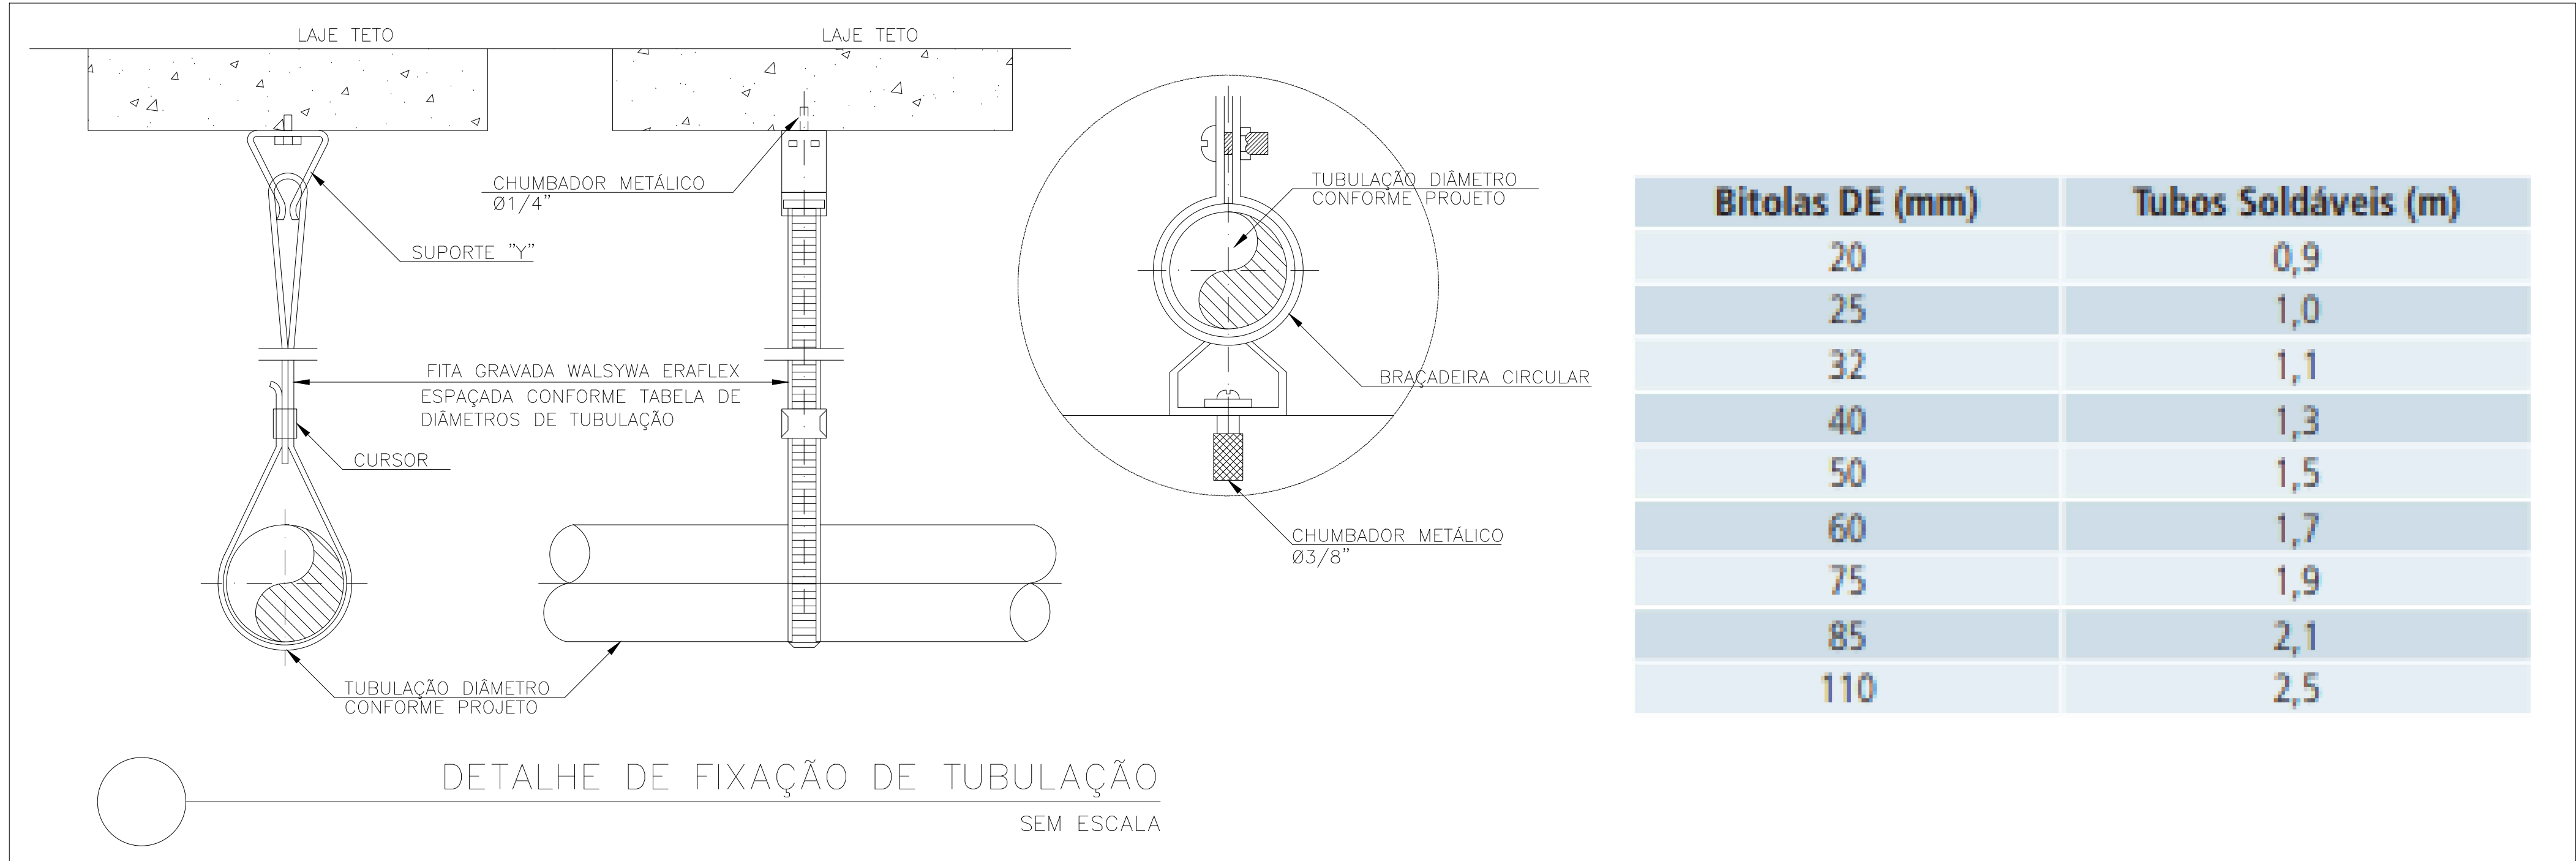 LAJE TETO
LAJE TETO
CHUMBADOR METÁLICO
Ø1/4"
SUPORTE "Y"
FITA GRAVADA WALSYWA ERAFLEX
ESPAÇADA CONFORME TABELA DE
DIÂMETROS DE TUBULAÇÃO
CURSOR
TUBULAÇÃO DIÂMETRO
CONFORME PROJETO
TUBULAÇÃO DIÂMETRO
CONFORME PROJETO
BRAÇADEIRA CIRCULAR
CHUMBADOR METÁLICO
Ø3/8"
DETALHE DE FIXAÇÃO DE TUBULAÇÃO
SEM ESCALA
Bitolas DE (mm) Tubos Soldáveis (m)
20 0,9
25 1,0
32 1,1
40 1,3
50 1,5
60 1,7
75 1,9
85 2,1
110 2,5